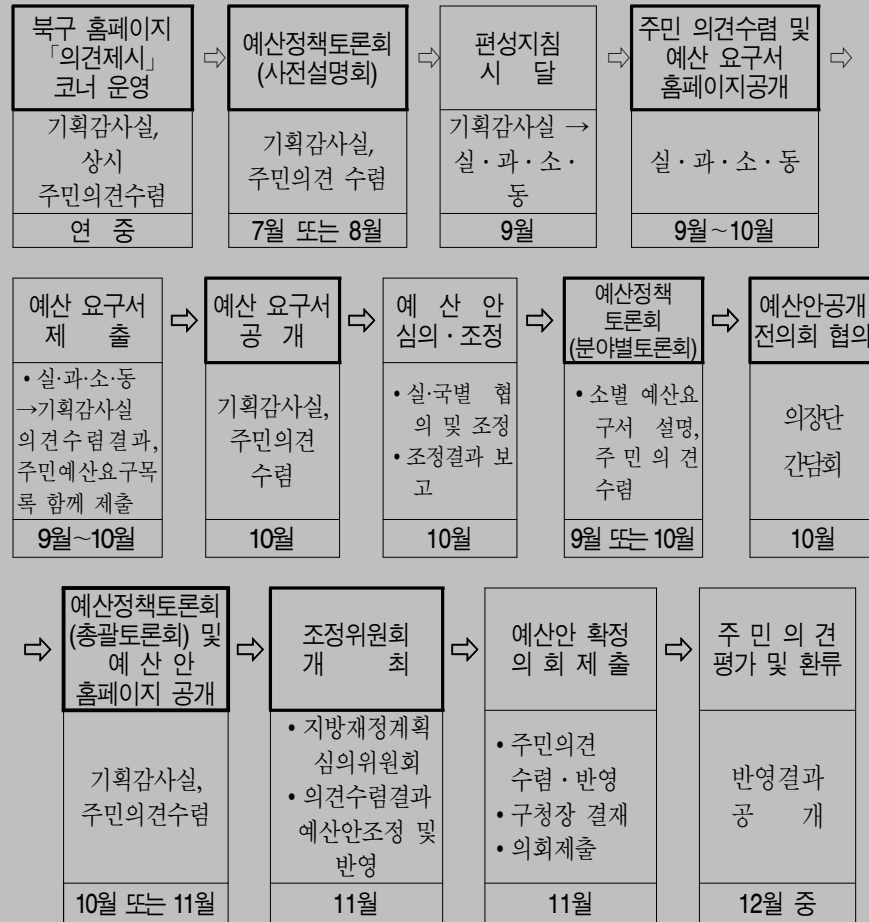 북구 홈페이지
「의견제시」
코너 운영
기획감사실,
상시
주민의견수렴
연 중
⇨
예산정책토론회
(사전설명회)
기획감사실,
주민의견 수렴
7월 또는 8월
⇨
편성지침
시 달
기획감사실 →
실·과·소·
동
9월
⇨
주민 의견수렴 및
예산 요구서
홈페이지공개
실·과·소·동
9월~10월
⇨
예산 요구서
제 출
• 실·과·소·동
→기획감사실
의견수렴결과,
주민예산요구목
록 함께 제출
9월~10월
⇨
예산 요구서
공 개
기획감사실,
주민의견
수렴
10월
⇨
예 산 안
심의·조정
• 실·국별 협
의 및 조정
• 조정결과 보
고
10월
⇨
예산정책
토론회
(분야별토론회)
• 소별 예산요
구서 설명,
주 민 의 견
수렴
9월 또는 10월
⇨
예산안공개
전의회 협의
의장단
간담회
10월
⇨
예산정책토론회
(총괄토론회) 및
예 산 안
홈페이지 공개
기획감사실,
주민의견수렴
10월 또는 11월
⇨
조정위원회
개 최
• 지방재정계획
심의위원회
• 의견수렴결과
예산안조정 및
반영
11월
⇨
예산안 확정
의 회 제 출
• 주민의견
수렴·반영
• 구청장 결재
• 의회제출
11월
⇨
주 민 의 견
평가 및 환류
반영결과
공 개
12월 중